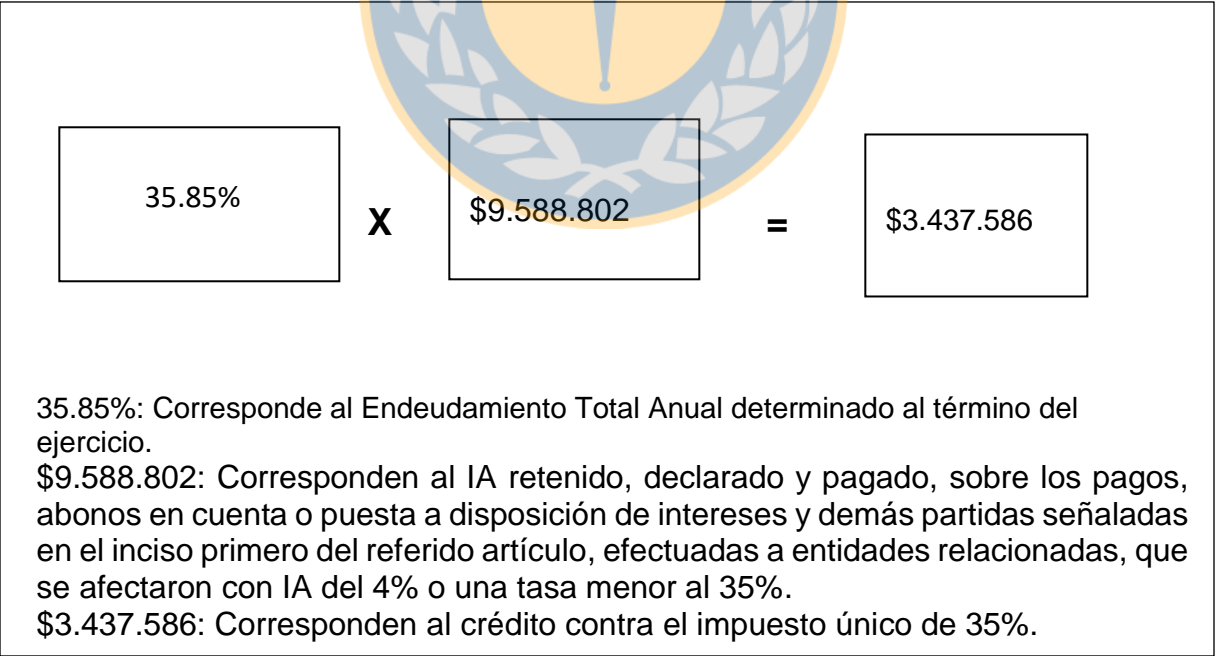 35.85% X $9.588.802 = $3.437.586
35.85%: Corresponde al Endeudamiento Total Anual determinado al término del
ejercicio.
$9.588.802: Corresponden al IA retenido, declarado y pagado, sobre los pagos,
abonos en cuenta o puesta a disposición de intereses y demás partidas señaladas
en el inciso primero del referido artículo, efectuadas a entidades relacionadas, que
se afectaron con IA del 4% o una tasa menor al 35%.
$3.437.586: Corresponden al crédito contra el impuesto único de 35%.